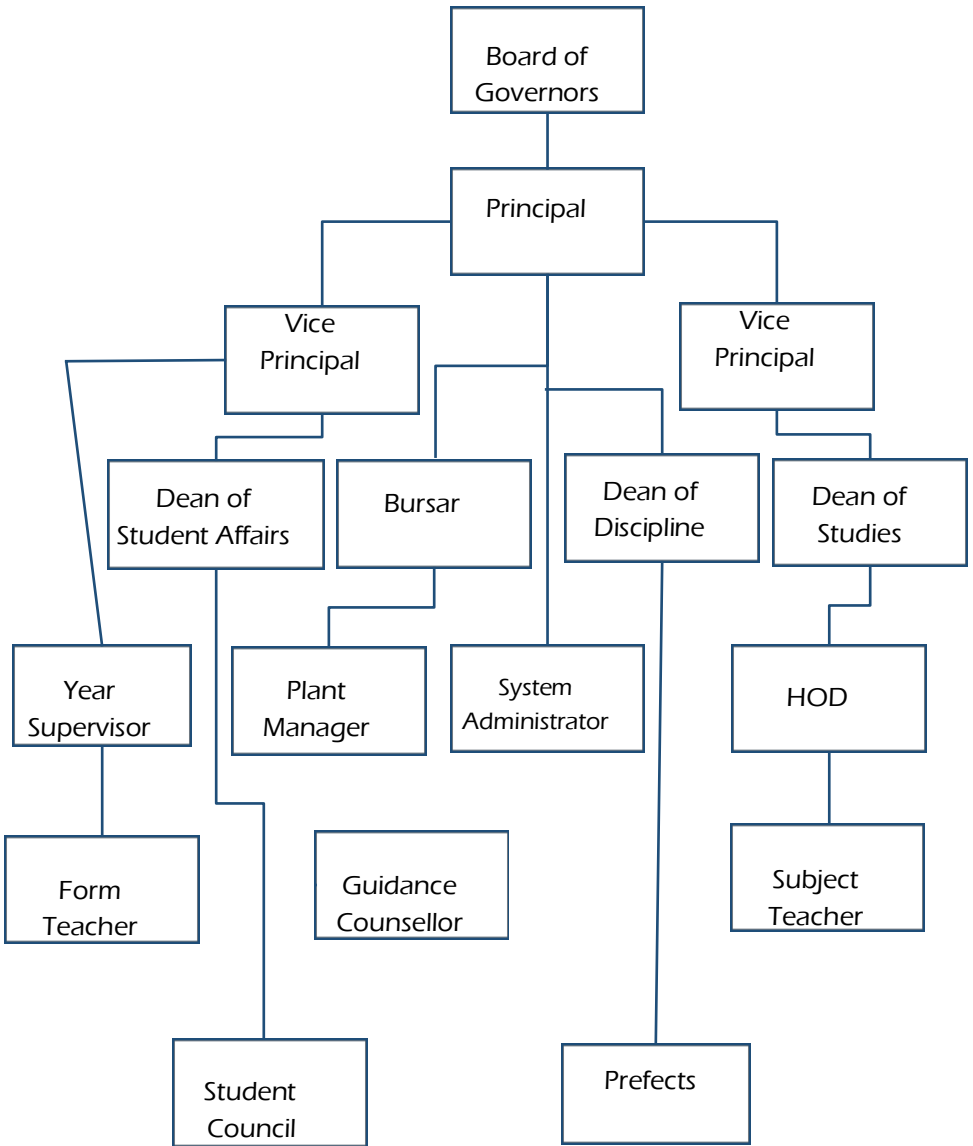 Board of
Governors
Principal
Vice
Principal
Vice
Principal
Dean of
Student Affairs
Bursar
Dean of
Discipline
Dean of
Studies
Year
Supervisor
Plant
Manager
System
Administrator
HOD
Form
Teacher
Guidance
Counsellor
Subject
Teacher
Student
Council
Prefects